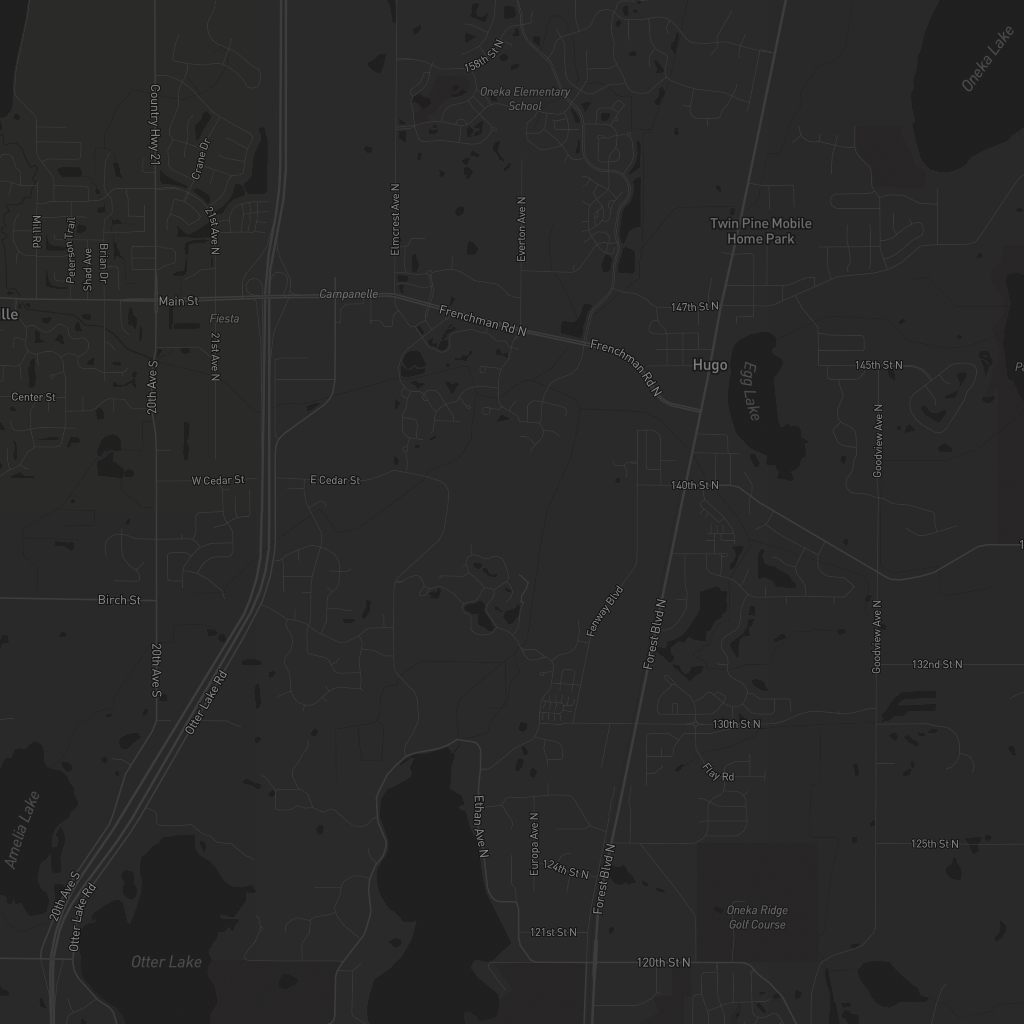 158th St N
Oneka Lake
Oneka Elementary
School
Country Hwy 21
Crane Dr
Mill Rd
Peterson Trail
Shad Ave
Brian Dr
21st Ave N
Elmcrest Ave N
Everton Ave N
Twin Pine Mobile
Home Park
Main St
Campanelle
lle
Fiesta
Frenchman Rd N
147th St N
21st Ave N
Frenchman Rd N
Hugo
Egg Lake
145th St N
20th Ave S
Center St
Goodview Ave N
W Cedar St
E Cedar St
140th St N
Birch St
Fenway Blvd
Forest Blvd N
Goodview Ave N
20th Ave S
132nd St N
Otter Lake Rd
130th St N
Flay Rd
Amelia Lake
Ethan Ave N
Europa Ave N
124th St N
125th St N
Forest Blvd N
20th Ave S
Otter Lake Rd
Oneka Ridge
Golf Course
121st St N
Otter Lake
120th St N